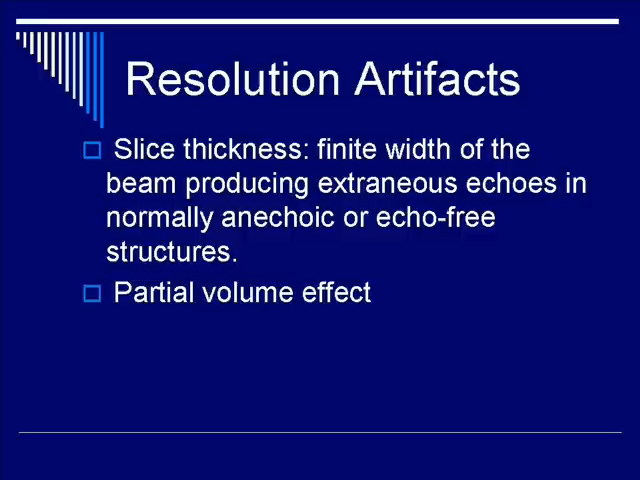 Resolution Artifacts
Slice thickness: finite width of the
beam producing extraneous echoes in
normally anechoic or echo-free
structures.
Partial volume effect